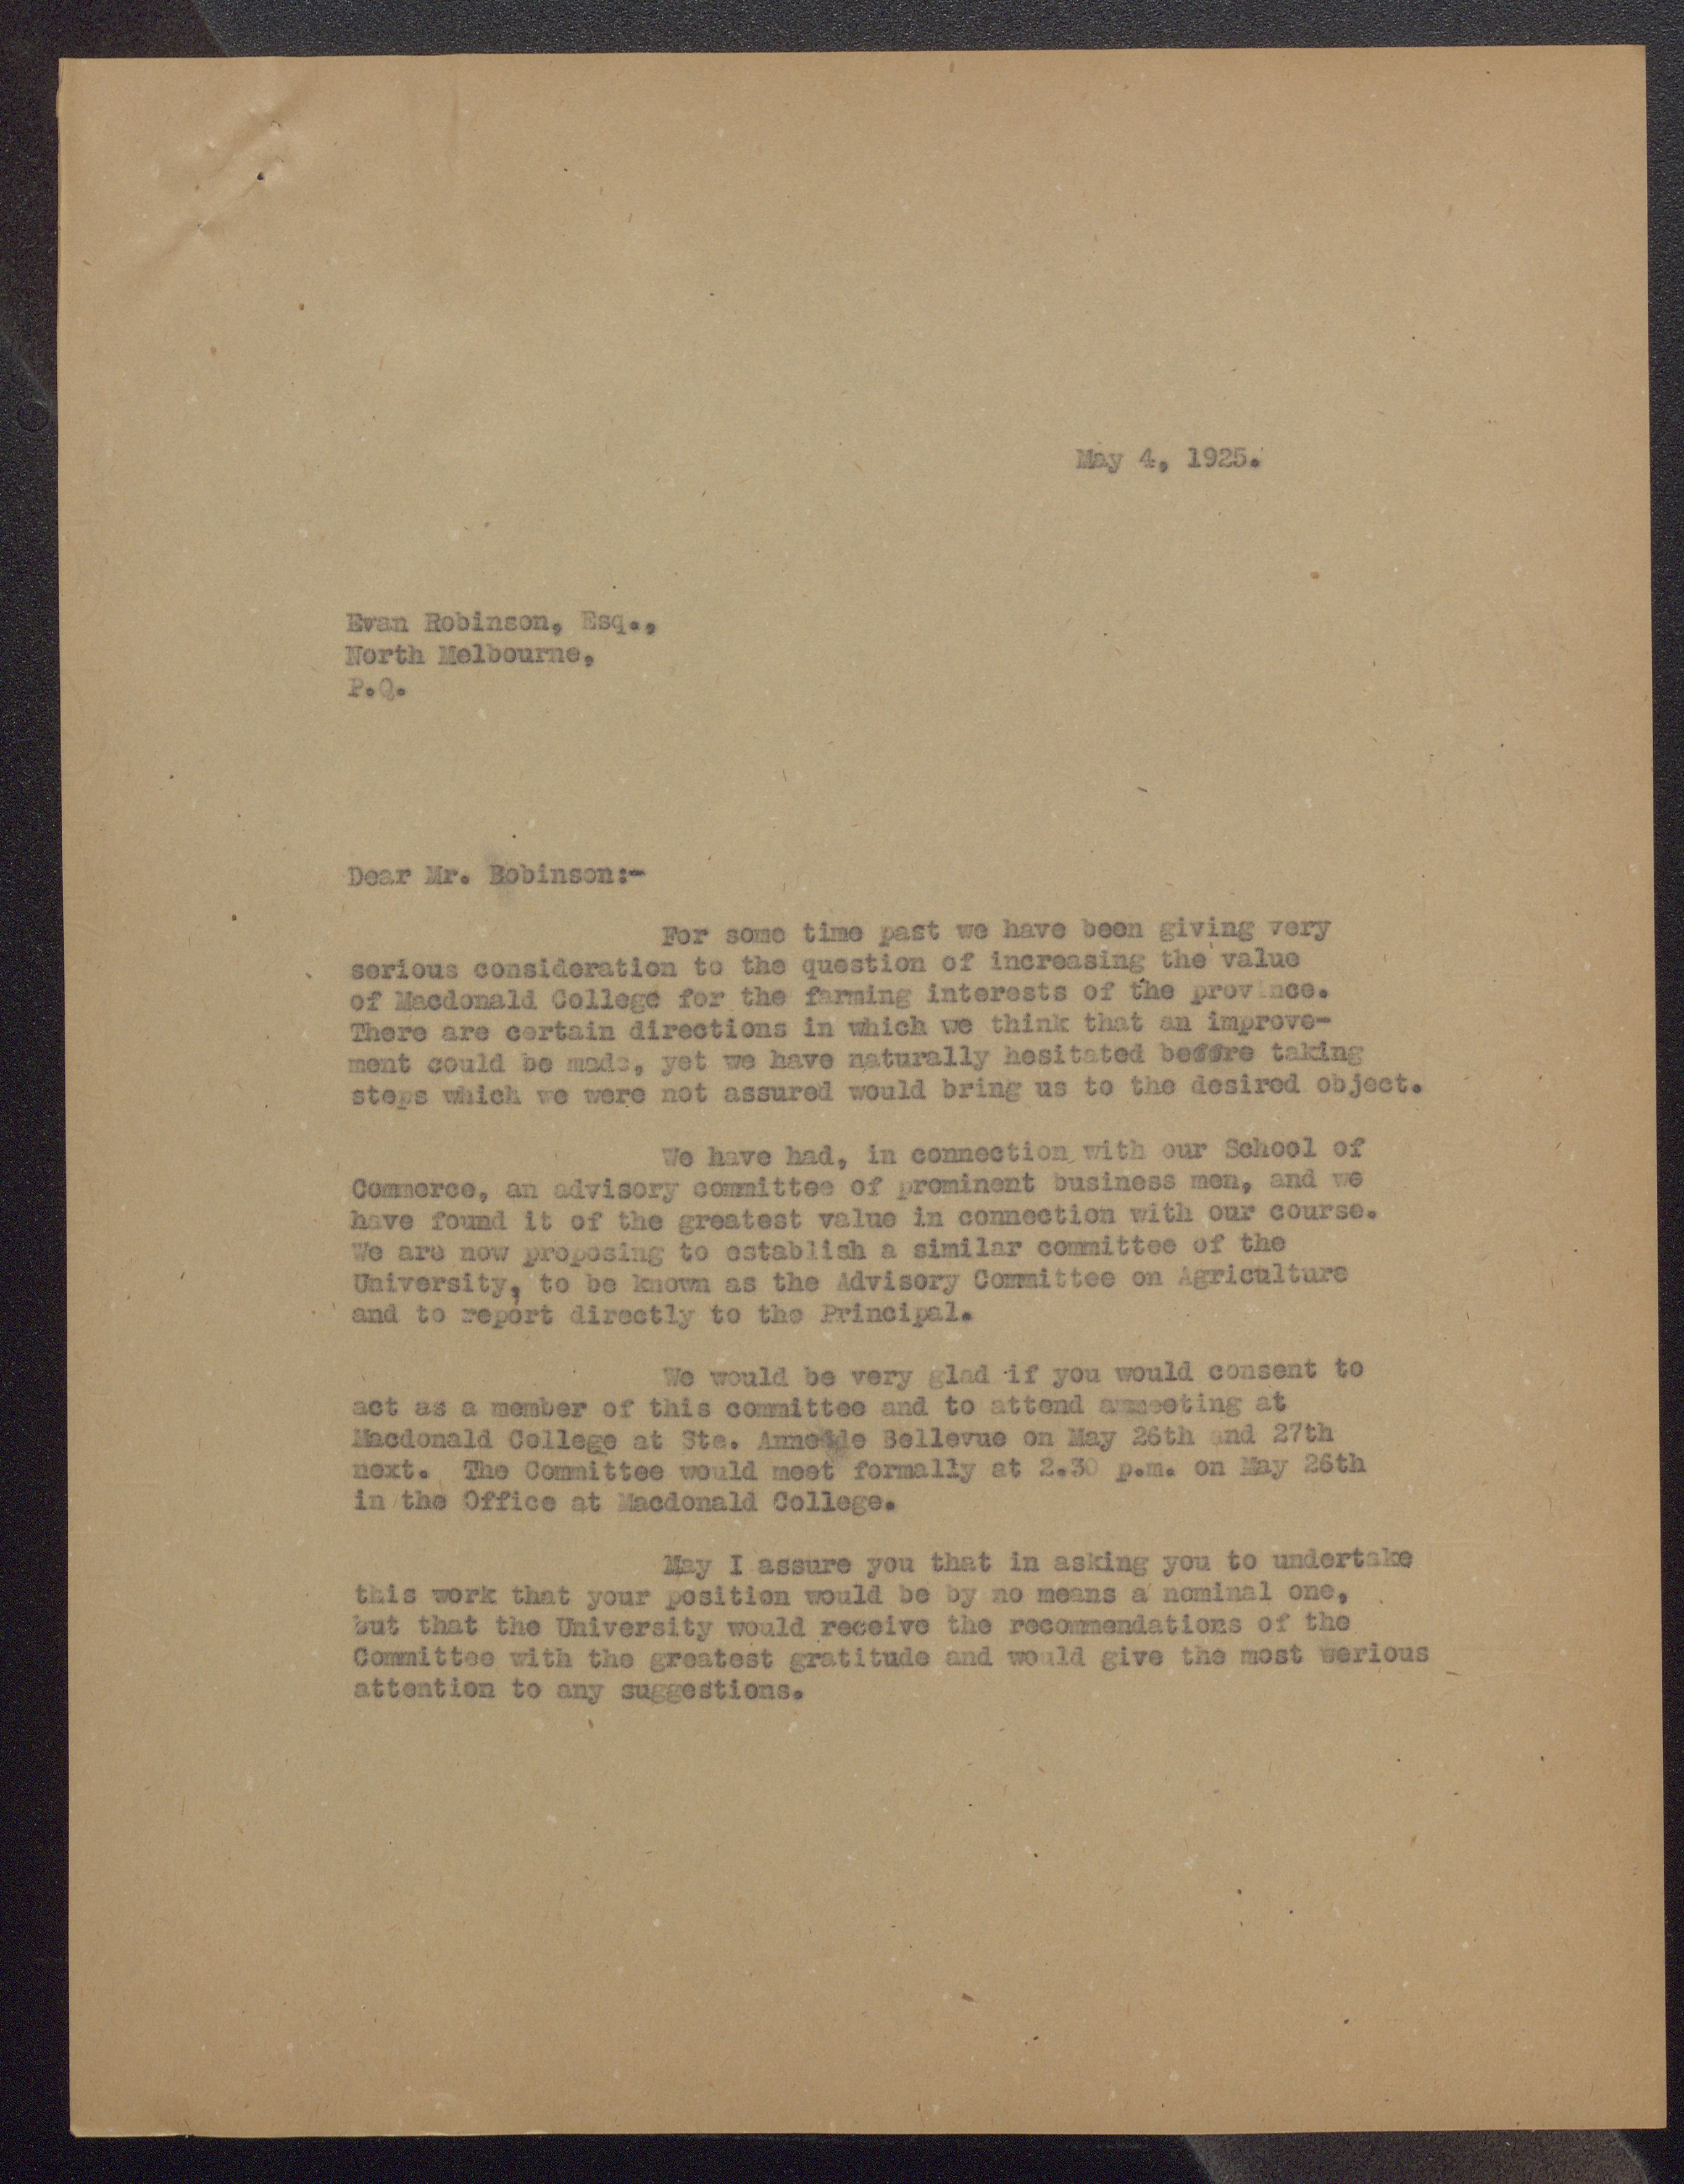 May 4, 1925.
Evan Robinson, Esq.,
North Melbourne,
P.Q.
Dear Mr. Robinson:-
For some time past we have been giving very
serious consideration to the question of increasing the value
of Macdonald College for the farming interests of the province.
There are certain directions in which we think that an improve-
ment could be made, yet we have naturally hesitated before taking
steps which we were not assured would bring us to the desired object.
We have had, in connection with our School of
Commerce, an advisory committee of prominent business men, and we
have found it of the greatest value in connection with our course.
We are now proposing to establish a similar committee of the
University, to be known as the Advisory Committee on Agriculture
and to report directly to the Principal.
We would be very glad if you would consent to
act as a member of this committee and to attend a meeting at
Macdonald College at Ste. Anne de Bellevue on May 26th and 27th
next. The Committee would meet formally at 2.30 p.m. on May 26th
in the Office at Macdonald College.
May I assure you that in asking you to undertake
this work that your position would be by no means a nominal one,
but that the University would receive the recommendations of the
Committee with the greatest gratitude and would give the most werious
attention to any suggestions.